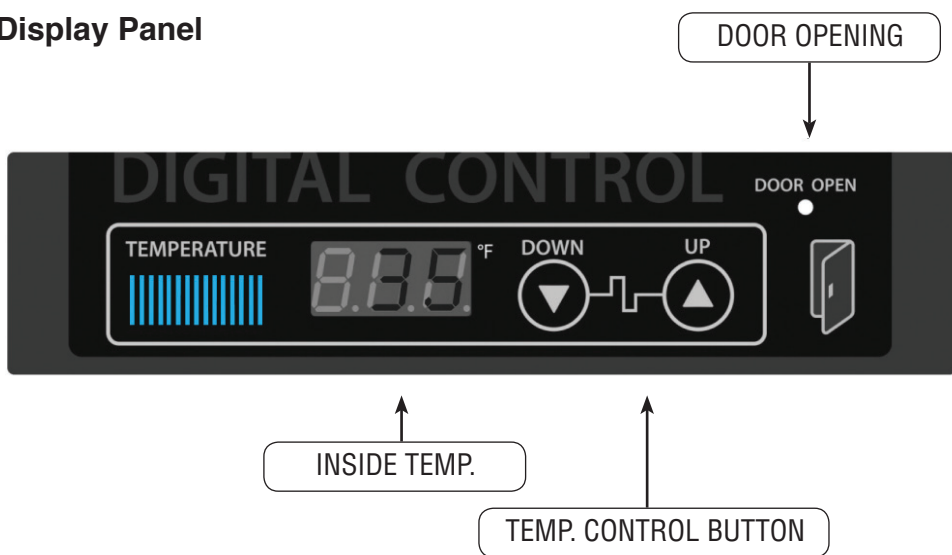 Display Panel
DOOR OPENING
DIGITAL CONTROL
DOOR OPEN
TEMPERATURE
°F
DOWN
UP
INSIDE TEMP.
TEMP. CONTROL BUTTON